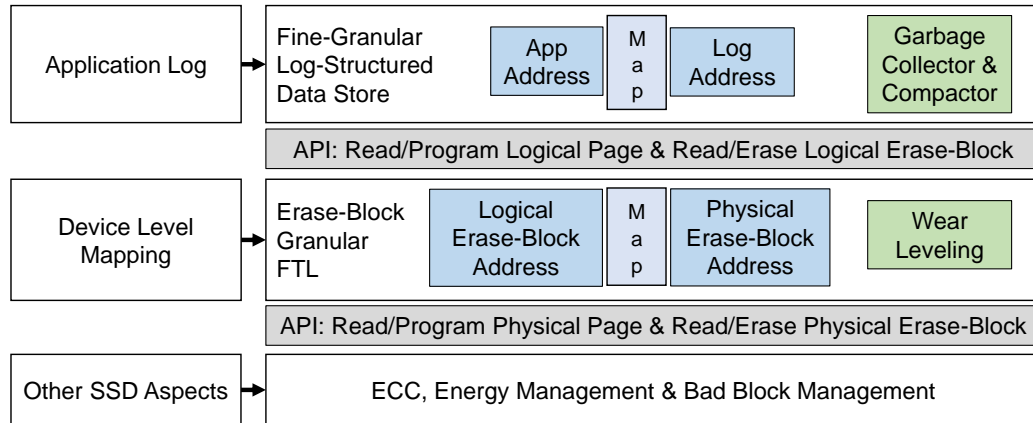 Application Log
Fine-Granular
Log-Structured
Data Store
App
Address
M
a
p
Log
Address
Garbage
Collector &
Compactor
API: Read/Program Logical Page & Read/Erase Logical Erase-Block
Device Level
Mapping
Erase-Block
Granular
FTL
Logical
Erase-Block
Address
M
a
p
Physical
Erase-Block
Address
Wear
Leveling
API: Read/Program Physical Page & Read/Erase Physical Erase-Block
Other SSD Aspects
ECC, Energy Management & Bad Block Management